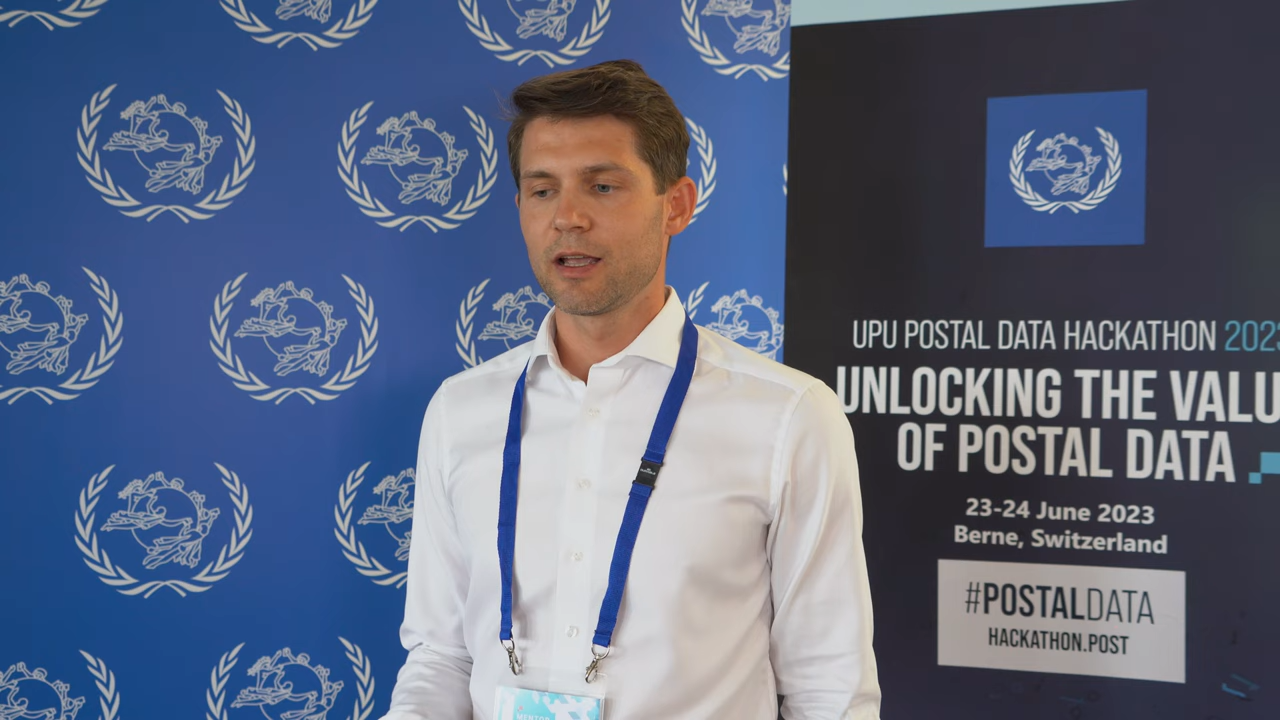 UPU POSTAL DATA HACKATHON 2023
UNLOCKING THE VALU
OF POSTAL DATA
23-24 June 2023
Berne, Switzerland
#POSTALDATA
HACKATHON.POST
MENTOR